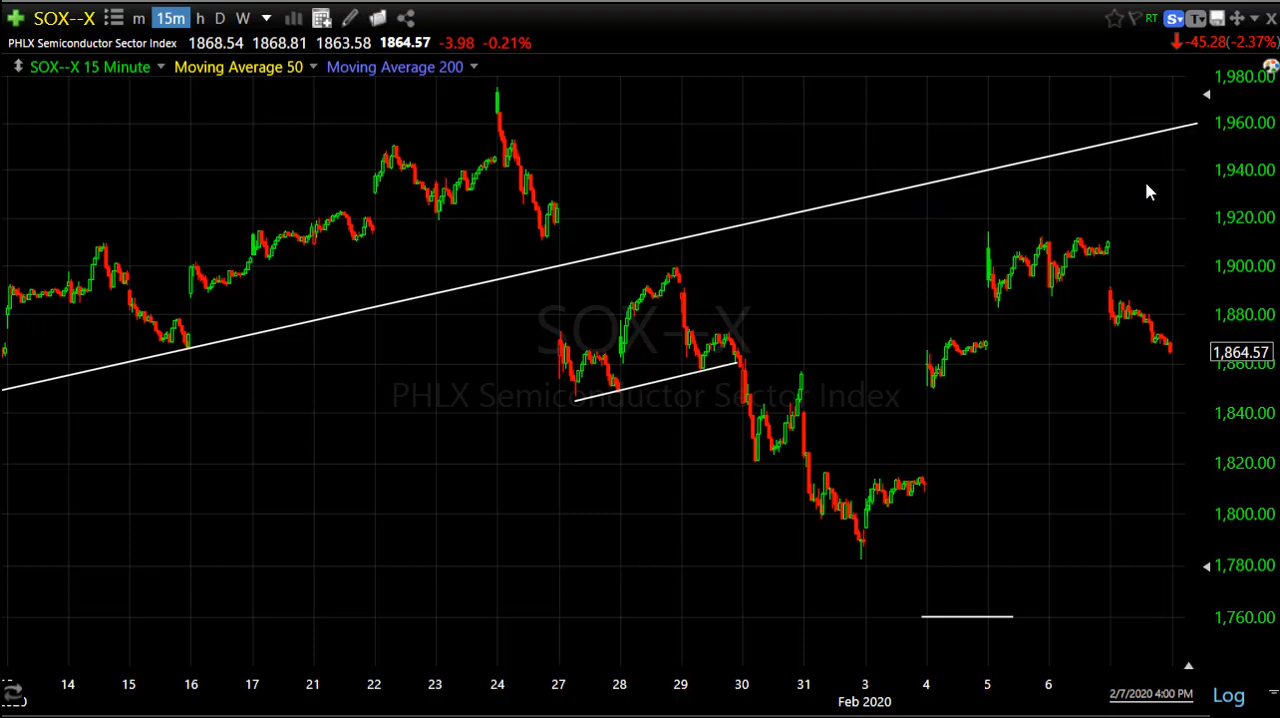 SOX--X m 15m h D W RT S T X
PHLX Semiconductor Sector Index 1868.54 1868.81 1863.58 1864.57 -3.98 -0.21% -45.28(-2.37%)
SOX--X 15 Minute Moving Average 50 Moving Average 200
1,980.00
1,960.00
1,940.00
1,920.00
1,900.00
1,880.00
1,864.57
1,860.00
1,840.00
1,820.00
1,800.00
1,780.00
1,760.00
SOX--X
PHLX Semiconductor Sector Index
14 15 16 17 21 22 23 24 27 28 29 30 31 3 4 5 6
Feb 2020
2/7/2020 4:00 PM
Log